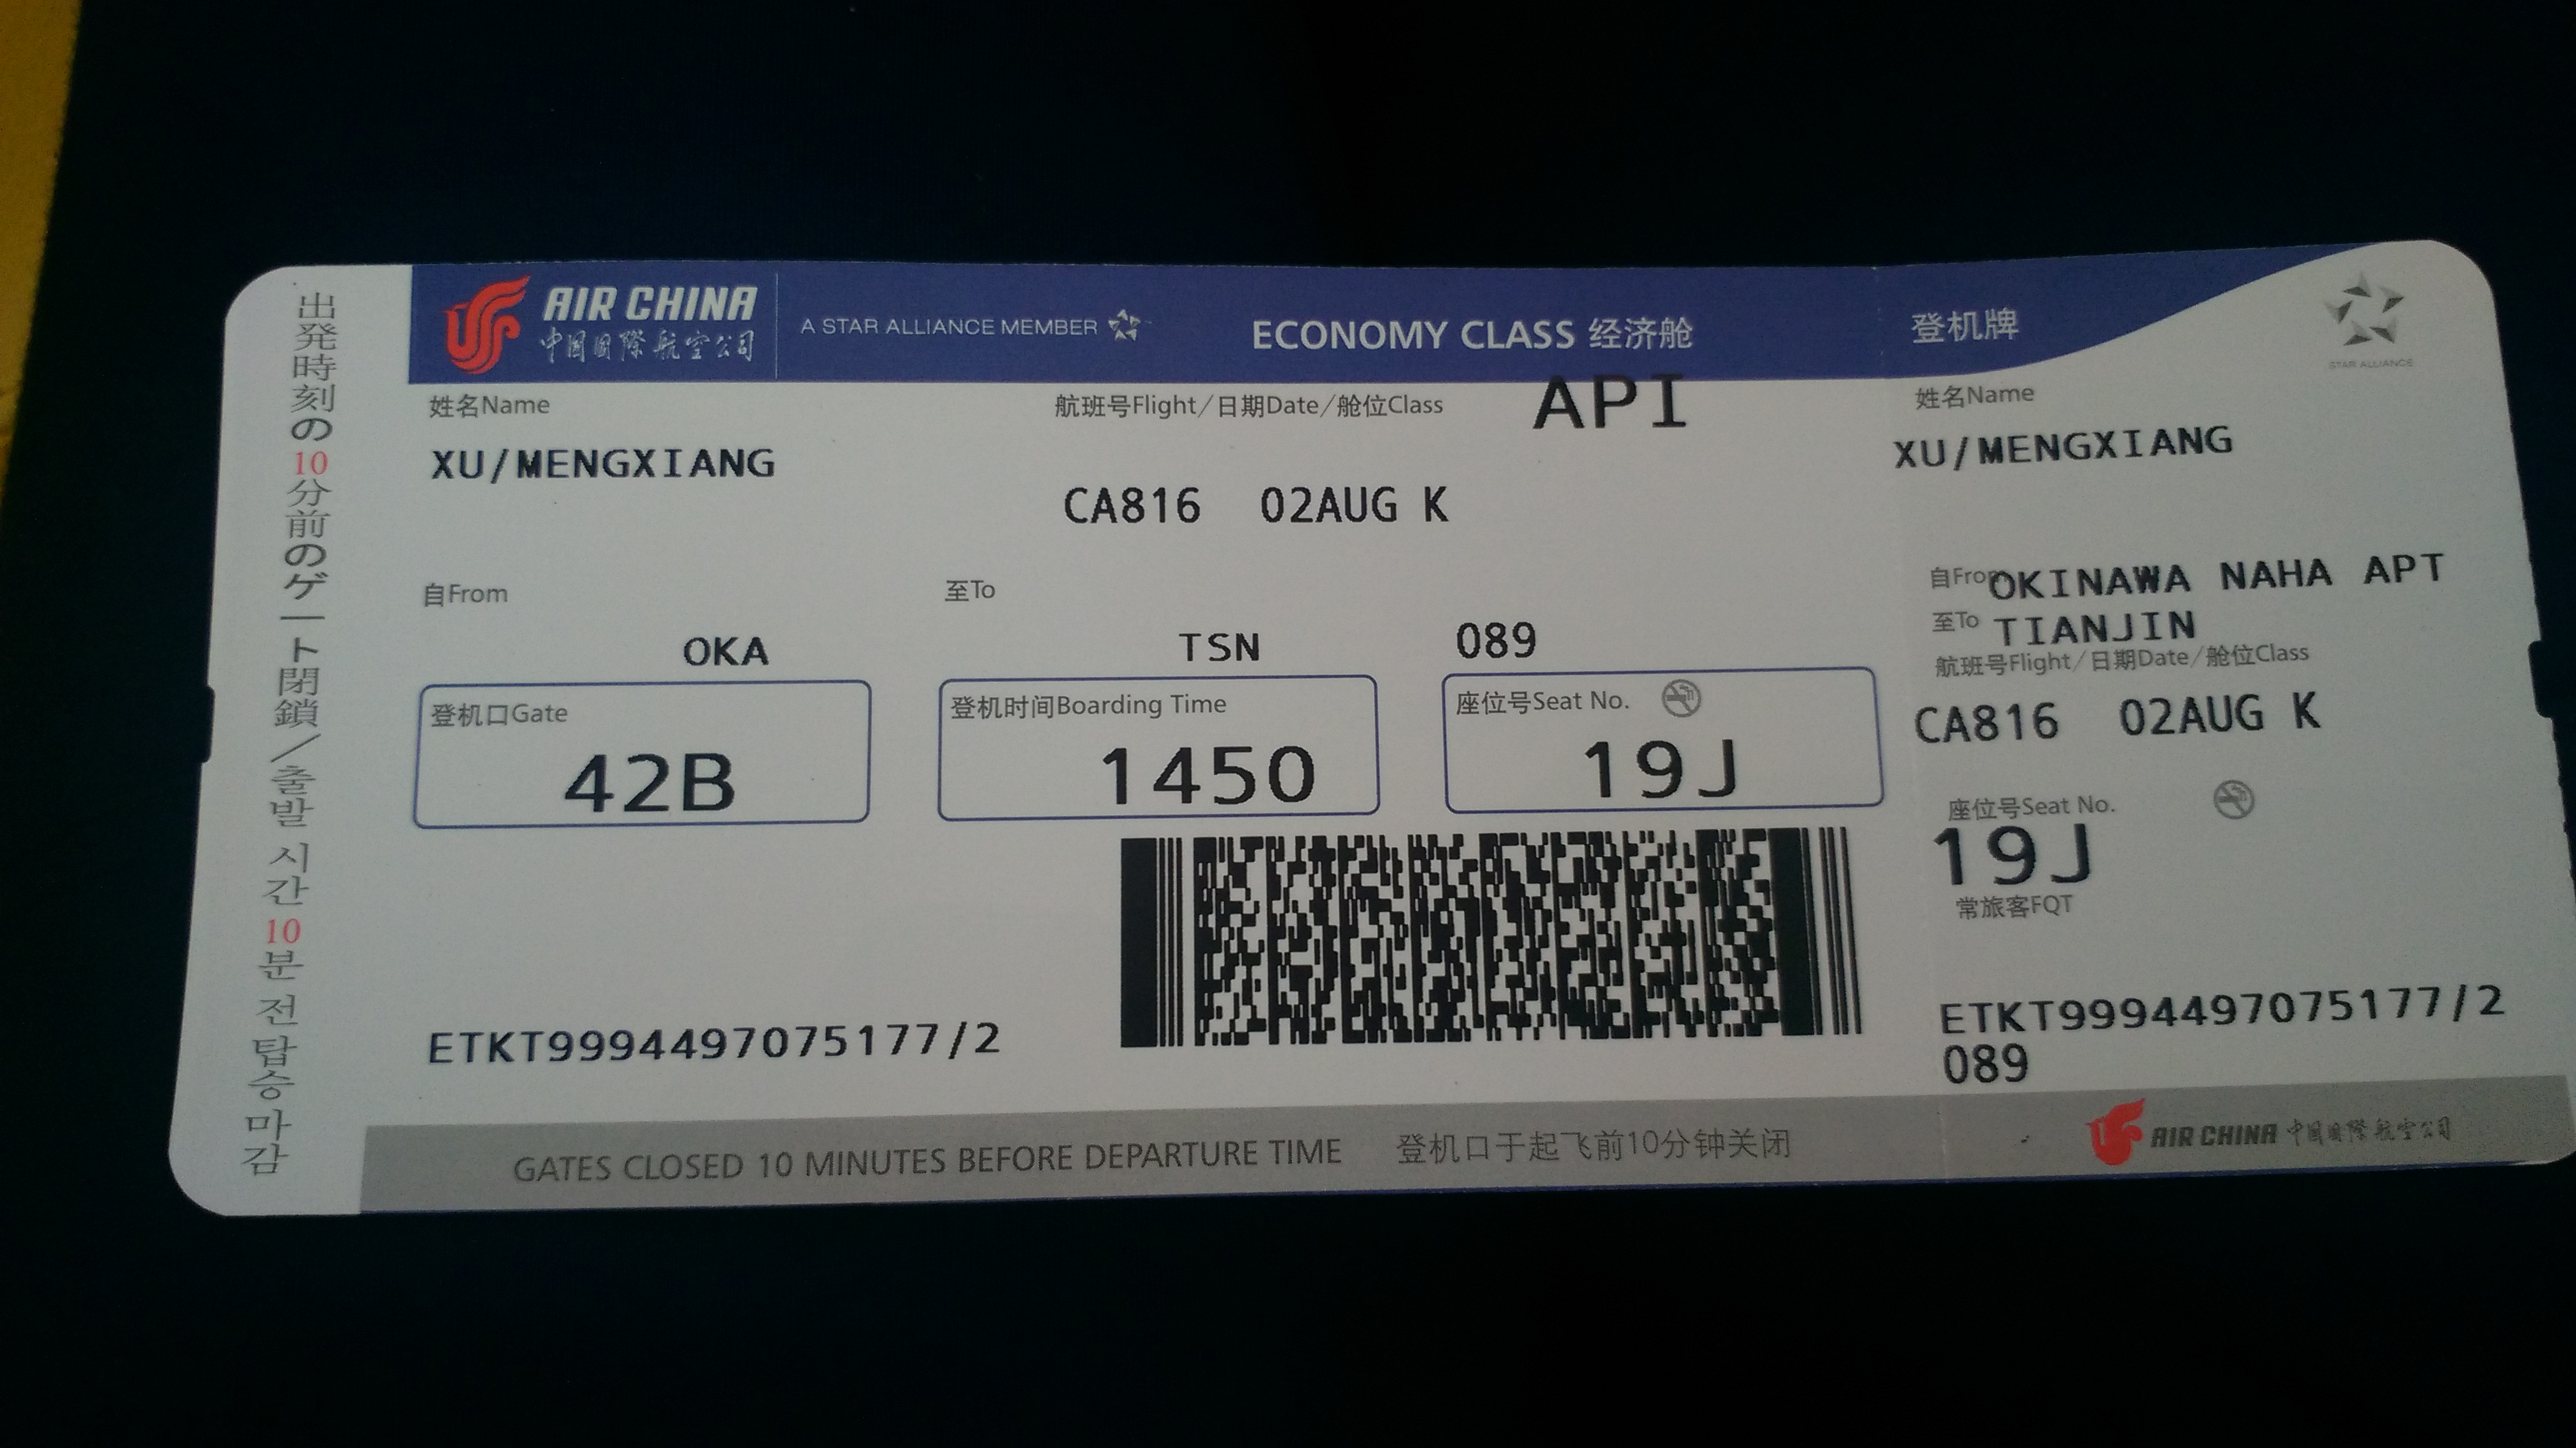 出発時刻の10分前のゲート閉鎖/출발 시간 10분 전 탑승 마감
AIR CHINA
中国国際航空公司
A STAR ALLIANCE MEMBER
ECONOMY CLASS 经济舱
姓名Name
航班号Flight/日期Date/舱位Class
API
XU/MENGXIANG
CA816 02AUG K
自From
至To
OKA
TSN
089
登机口Gate
登机时间Boarding Time
座位号Seat No.
42B
1450
19J
ETKT9994497075177/2
GATES CLOSED 10 MINUTES BEFORE DEPARTURE TIME 登机口于起飞前10分钟关闭
登机牌
STAR ALLIANCE
姓名Name
XU/MENGXIANG
自From OKINAWA NAHA APT
至To TIANJIN
航班号Flight/日期Date/舱位Class
CA816 02AUG K
座位号Seat No.
19J
常旅客FQT
ETKT9994497075177/2
089
AIR CHINA 中国国際航空公司